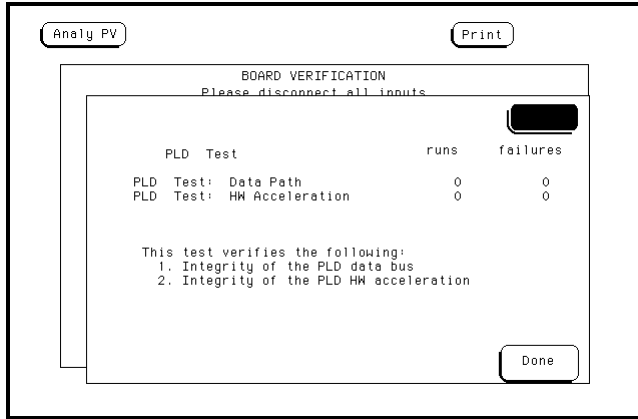 Analy PV
Print
BOARD VERIFICATION
Please disconnect all inputs
PLD Test runs failures
PLD Test: Data Path 0 0
PLD Test: HW Acceleration 0 0
This test verifies the following:
1. Integrity of the PLD data bus
2. Integrity of the PLD HW acceleration
Done